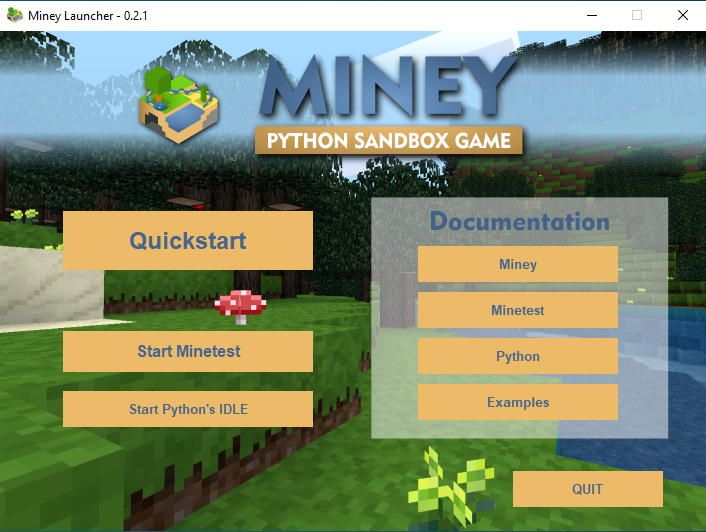 Miney Launcher - 0.2.1
MINEY
PYTHON SANDBOX GAME
Quickstart
Start Minetest
Start Python's IDLE
Documentation
Miney
Minetest
Python
Examples
QUIT